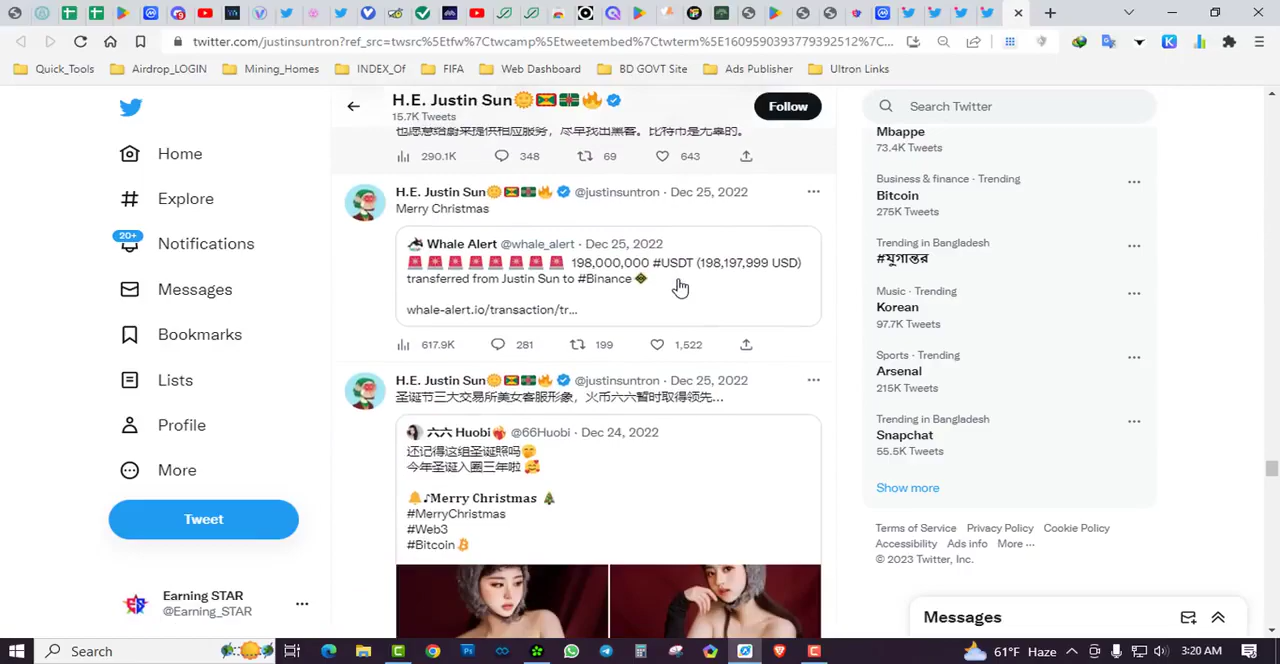 twitter.com/justinsuntron?ref_src=twsrc%5Etfw%7Ctwcamp%5Etweetembed%7Ctwterm%5E1609590393779392512%7C...
Quick_Tools
Airdrop_LOGIN
Mining_Homes
INDEX_Of
FIFA
Web Dashboard
BD GOVT Site
Ads Publisher
Ultron Links
Home
Explore
20+
Notifications
Messages
Bookmarks
Lists
Profile
More
Tweet
Earning STAR
@Earning_STAR
H.E. Justin Sun🌞🇬🇩🇩🇲🔥
15.7K Tweets
Follow
也愿意给蔚来提供相应服务，尽早找出黑客。比特币是无辜的。
290.1K 348 69 643
H.E. Justin Sun🌞🇬🇩🇩🇲🔥 @justinsuntron · Dec 25, 2022
Merry Christmas
Whale Alert @whale_alert · Dec 25, 2022
🚨🚨🚨🚨🚨🚨🚨🚨 198,000,000 #USDT (198,197,999 USD)
transferred from Justin Sun to #Binance
whale-alert.io/transaction/tr...
617.9K 281 199 1,522
H.E. Justin Sun🌞🇬🇩🇩🇲🔥 @justinsuntron · Dec 25, 2022
圣诞节三大交易所美女客服形象，火币六六暂时取得领先...
六六 Huobi❤️‍🔥 @66Huobi · Dec 24, 2022
还记得这组圣诞照吗🤭
今年圣诞入圈三年啦 🥰
🔔♪Merry Christmas 🎄
#MerryChristmas
#Web3
#Bitcoin
Search Twitter
Mbappe
73.4K Tweets
Business & finance · Trending
Bitcoin
275K Tweets
Trending in Bangladesh
#যুগান্তর
Music · Trending
Korean
97.7K Tweets
Sports · Trending
Arsenal
215K Tweets
Trending in Bangladesh
Snapchat
55.5K Tweets
Show more
Terms of Service Privacy Policy Cookie Policy
Accessibility Ads info More ···
© 2023 Twitter, Inc.
Messages
Search
61°F Haze
3:20 AM